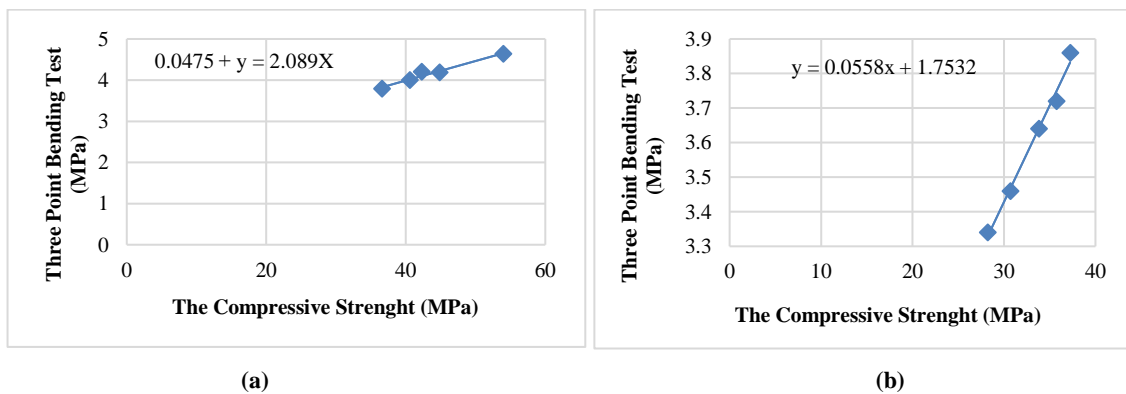 0.0475 + y = 2.089X
Three Point Bending Test
(MPa)
5
4
3
2
1
0
0
20
40
60
The Compressive Strenght (MPa)
(a)
y = 0.0558x + 1.7532
Three Point Bending Test
(MPa)
3.9
3.8
3.7
3.6
3.5
3.4
3.3
0
10
20
30
40
The Compressive Strenght (MPa)
(b)